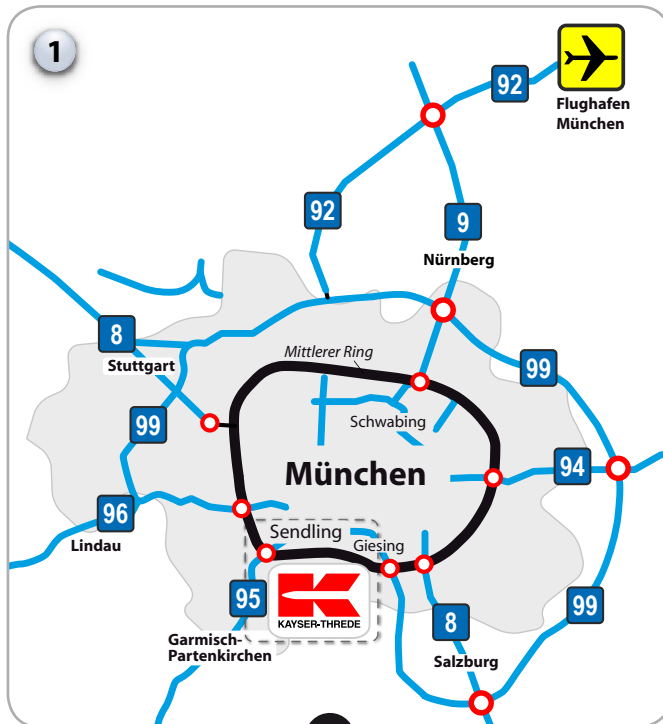 1
92
Flughafen
München
92
9
Nürnberg
8
Stuttgart
Mittlerer Ring
99
99
Schwabing
München
94
96
Lindau
Sendling
Giesing
95
KAYSER-THREDE
99
8
Garmisch-
Partenkirchen
Salzburg